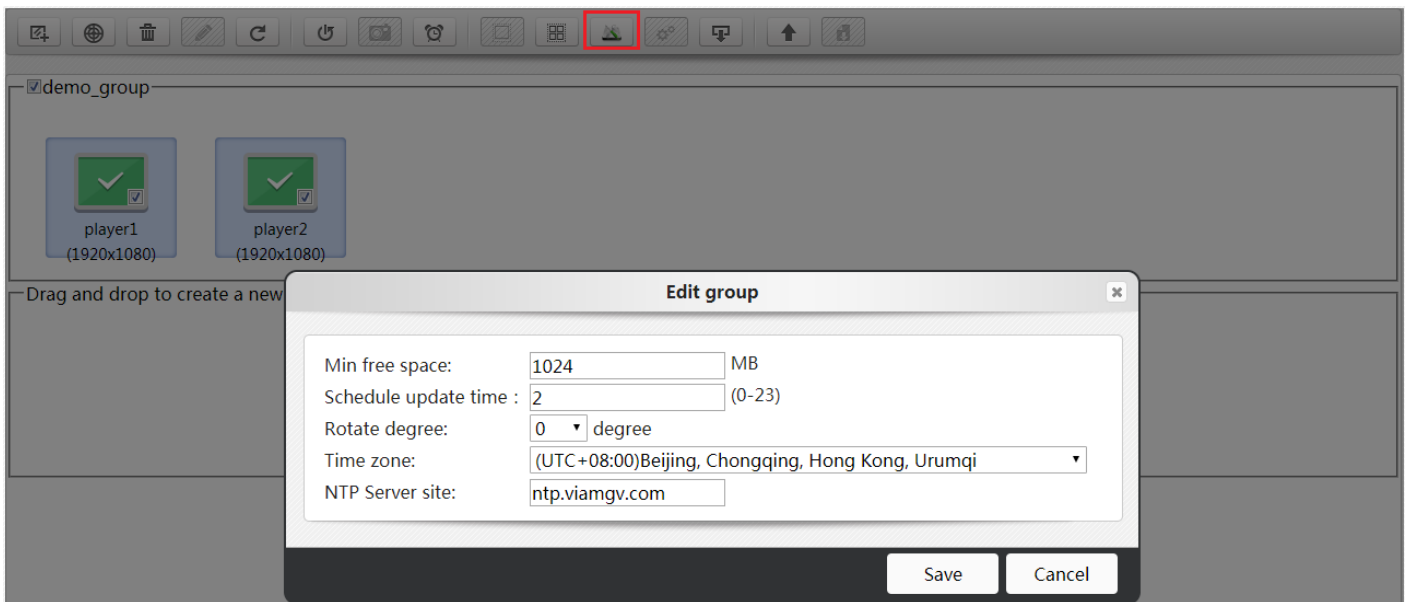 demo_group
player1
(1920x1080)
player2
(1920x1080)
Drag and drop to create a new
Edit group
Min free space: 1024 MB
Schedule update time : 2 (0-23)
Rotate degree: 0 degree
Time zone: (UTC+08:00)Beijing, Chongqing, Hong Kong, Urumqi
NTP Server site: ntp.viamgv.com
Save Cancel